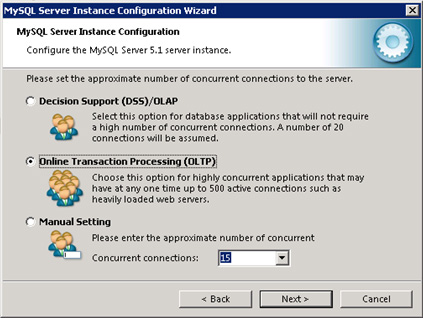 MySQL Server Instance Configuration Wizard
MySQL Server Instance Configuration
Configure the MySQL Server 5.1 server instance.
Please set the approximate number of concurrent connections to the server.
Decision Support (DSS)/OLAP
Select this option for database applications that will not require
a high number of concurrent connections. A number of 20
connections will be assumed.
Online Transaction Processing (OLTP)
Choose this option for highly concurrent applications that may
have at any one time up to 500 active connections such as
heavily loaded web servers.
Manual Setting
Please enter the approximate number of concurrent
Concurrent connections: 15
< Back Next > Cancel